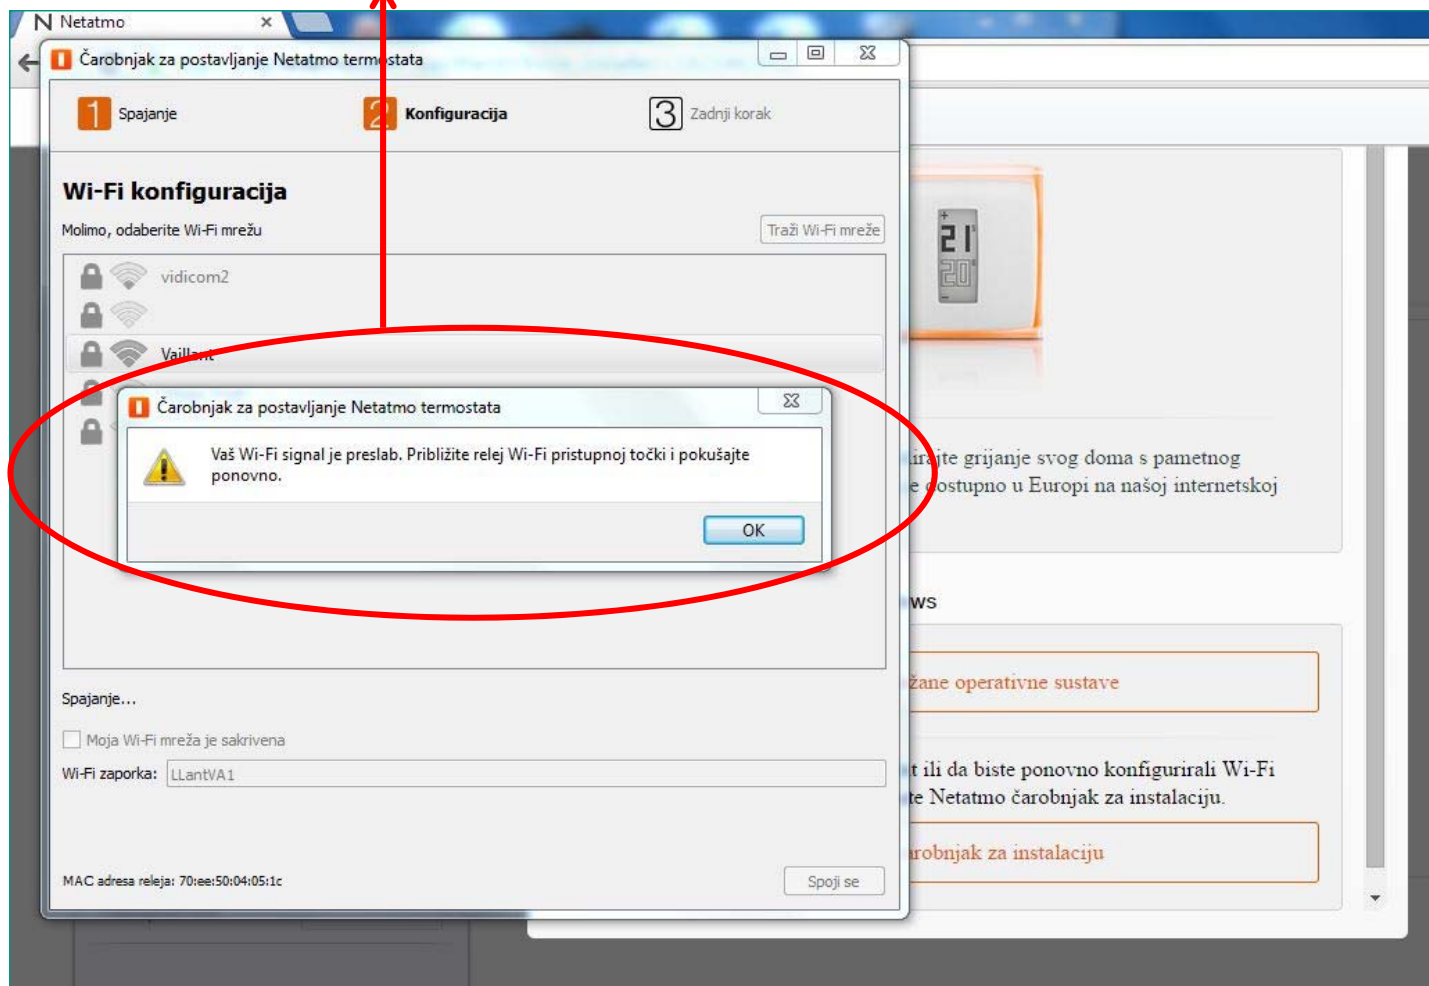 Netatmo
Čarobnjak za postavljanje Netatmo termostata
1 Spajanje
2 Konfiguracija
3 Zadnji korak
Wi-Fi konfiguracija
Molimo, odaberite Wi-Fi mrežu
Traži Wi-Fi mreže
vidicom2
Vaillant
Čarobnjak za postavljanje Netatmo termostata
Vaš Wi-Fi signal je preslab. Približite relej Wi-Fi pristupnoj točki i pokušajte
ponovno.
OK
Spajanje...
Moja Wi-Fi mreža je sakrivena
Wi-Fi zaporka: LLantVA1
MAC adresa releja: 70:ee:50:04:05:1c
Spoji se
+
21
20
-
grijanje svog doma s pametnog
dostupno u Europi na našoj internetskoj
operativne sustave
ili da biste ponovno konfigurirali Wi-Fi
Netatmo čarobnjak za instalaciju.
za instalaciju